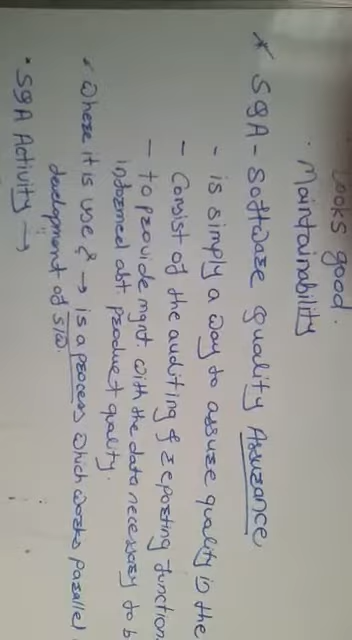 Looks good.
· Maintainability
* SQA - Software Quality Assurance
- is simply a way to assure quality in the
- Consist of the auditing & reporting function
- to provide mgnt. with the data necessary to b
informed abt. product quality.
• Where it is use? → is a process which works parallel
development of s/w.
• SQA Activity →